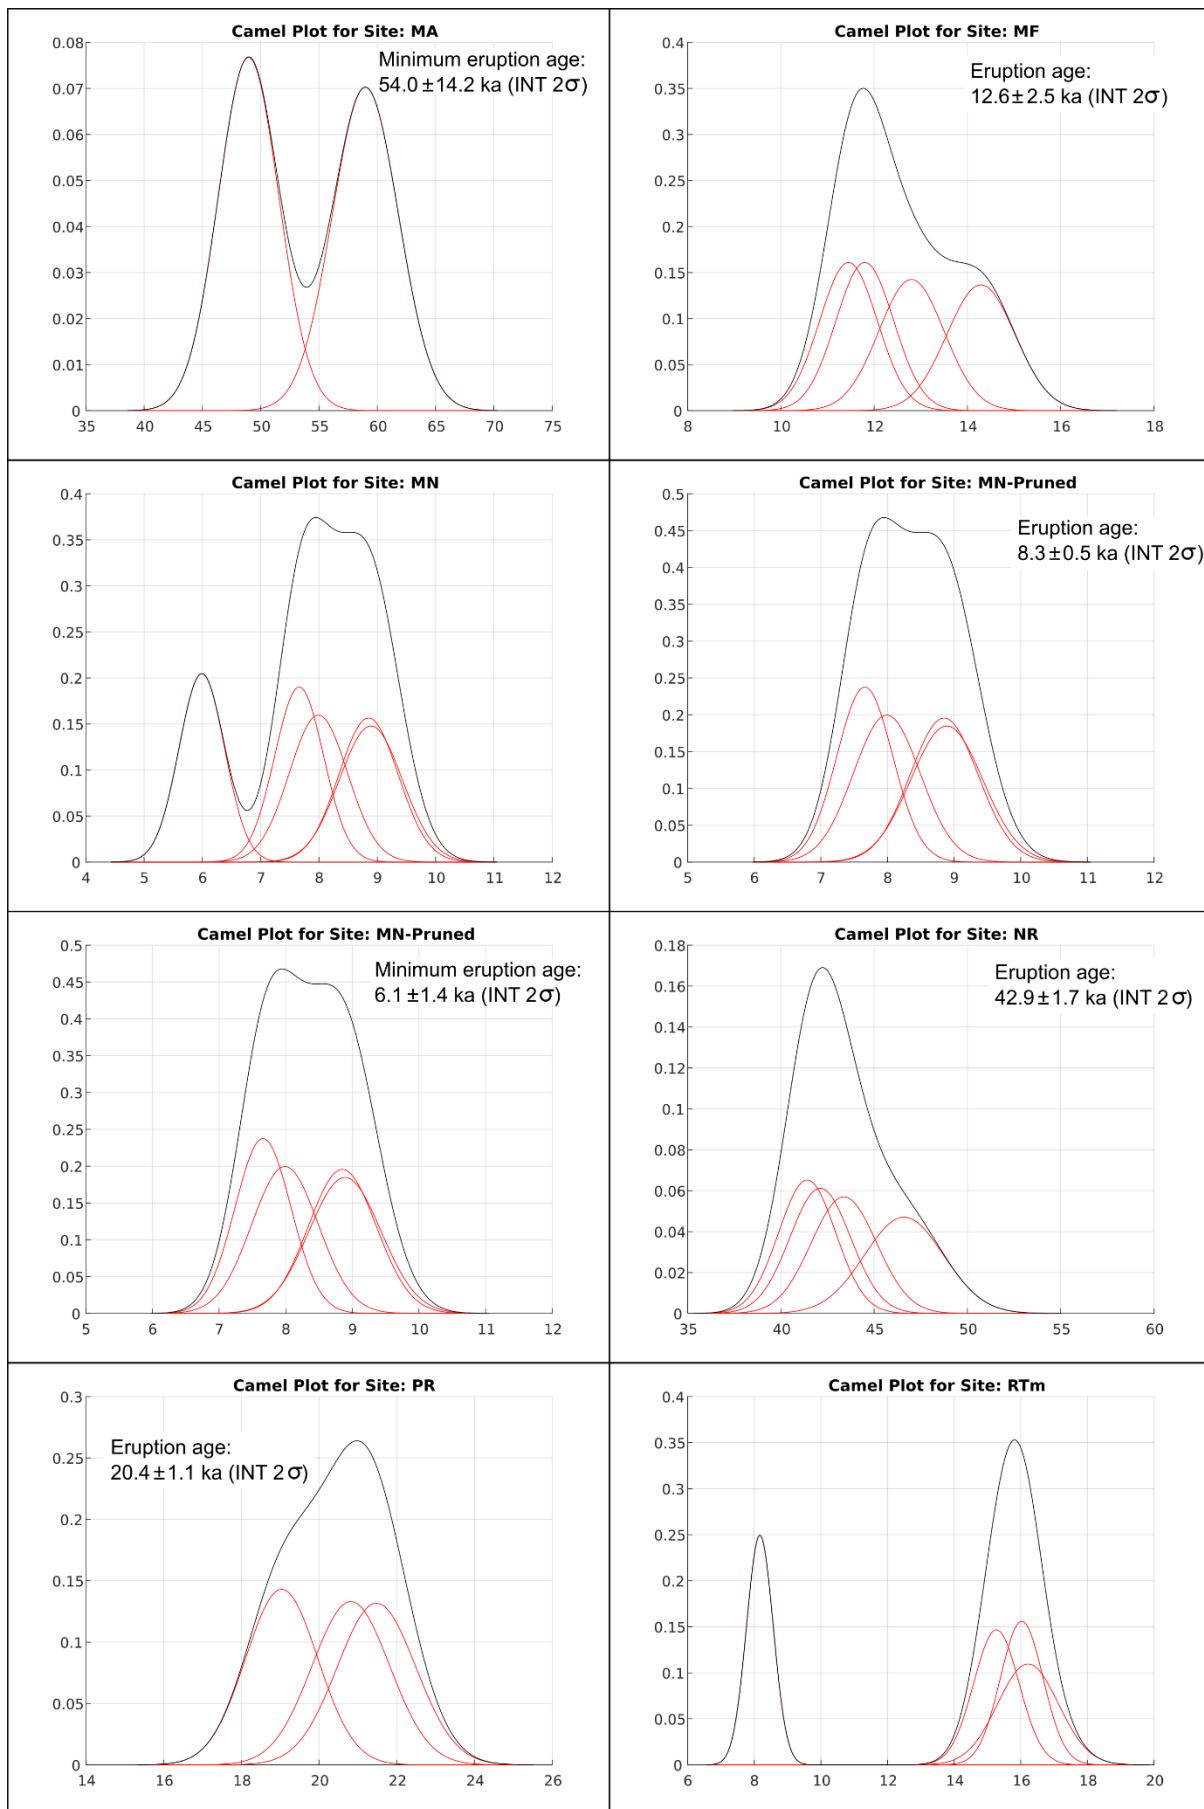 Camel Plot for Site: MA
Minimum eruption age:
54.0±14.2 ka (INT 2σ)
0.08
0.07
0.06
0.05
0.04
0.03
0.02
0.01
0
35 40 45 50 55 60 65 70 75
Camel Plot for Site: MF
Eruption age:
12.6±2.5 ka (INT 2σ)
0.4
0.35
0.3
0.25
0.2
0.15
0.1
0.05
0
8 10 12 14 16 18
Camel Plot for Site: MN
0.4
0.35
0.3
0.25
0.2
0.15
0.1
0.05
0
4 5 6 7 8 9 10 11 12
Camel Plot for Site: MN-Pruned
Eruption age:
8.3±0.5 ka (INT 2σ)
0.5
0.45
0.4
0.35
0.3
0.25
0.2
0.15
0.1
0.05
0
5 6 7 8 9 10 11 12
Camel Plot for Site: MN-Pruned
Minimum eruption age:
6.1±1.4 ka (INT 2σ)
0.5
0.45
0.4
0.35
0.3
0.25
0.2
0.15
0.1
0.05
0
5 6 7 8 9 10 11 12
Camel Plot for Site: NR
Eruption age:
42.9±1.7 ka (INT 2σ)
0.18
0.16
0.14
0.12
0.1
0.08
0.06
0.04
0.02
0
35 40 45 50 55 60
Camel Plot for Site: PR
Eruption age:
20.4±1.1 ka (INT 2σ)
0.3
0.25
0.2
0.15
0.1
0.05
0
14 16 18 20 22 24 26
Camel Plot for Site: RTm
0.4
0.35
0.3
0.25
0.2
0.15
0.1
0.05
0
6 8 10 12 14 16 18 20